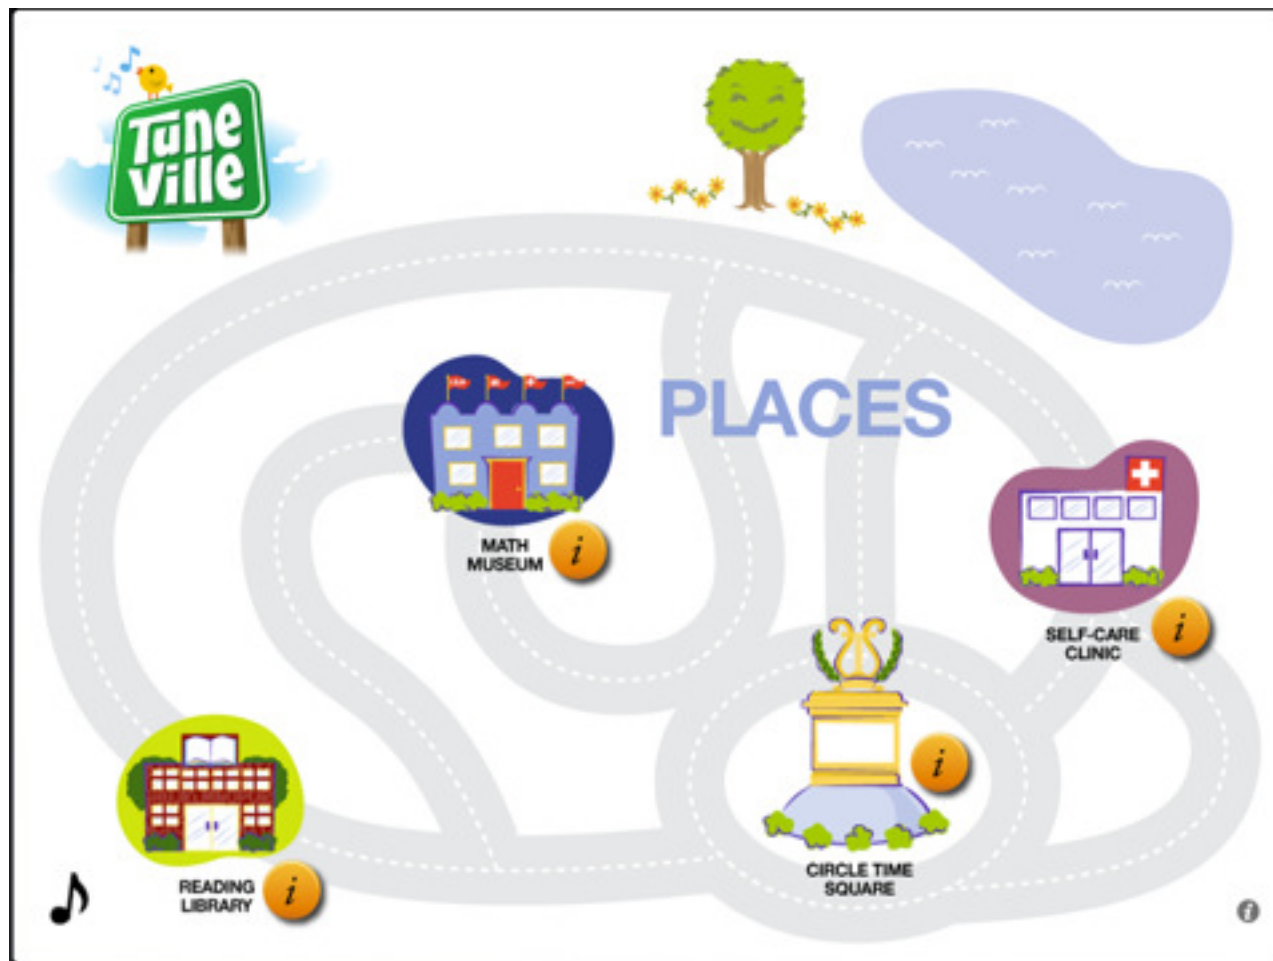 Tune
Ville
PLACES
MATH
MUSEUM
i
SELF-CARE
CLINIC
i
i
CIRCLE TIME
SQUARE
READING
LIBRARY
i
i